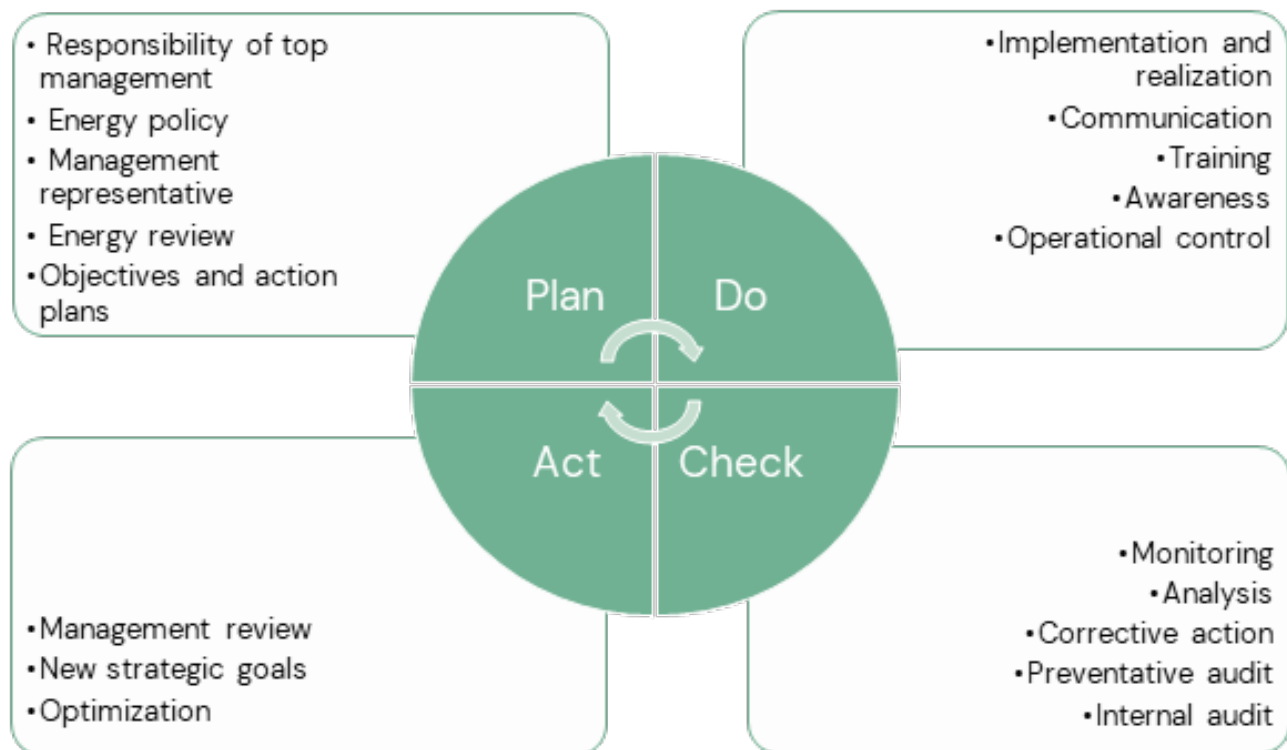 • Responsibility of top
management
• Energy policy
• Management
representative
• Energy review
•Objectives and action
plans
•Implementation and
realization
•Communication
•Training
•Awareness
•Operational control
Plan
Do
Act
Check
•Management review
•New strategic goals
•Optimization
•Monitoring
•Analysis
•Corrective action
•Preventative audit
•Internal audit